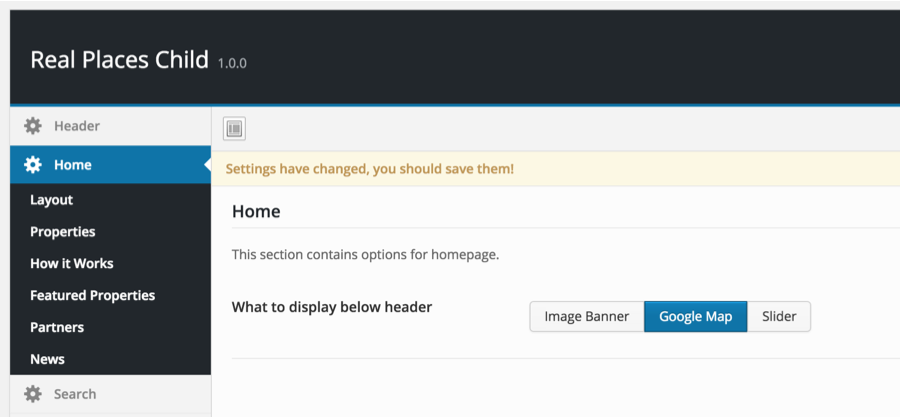 Real Places Child 1.0.0
Header
Home
Layout
Properties
How it Works
Featured Properties
Partners
News
Search
Settings have changed, you should save them!
Home
This section contains options for homepage.
What to display below header
Image Banner Google Map Slider